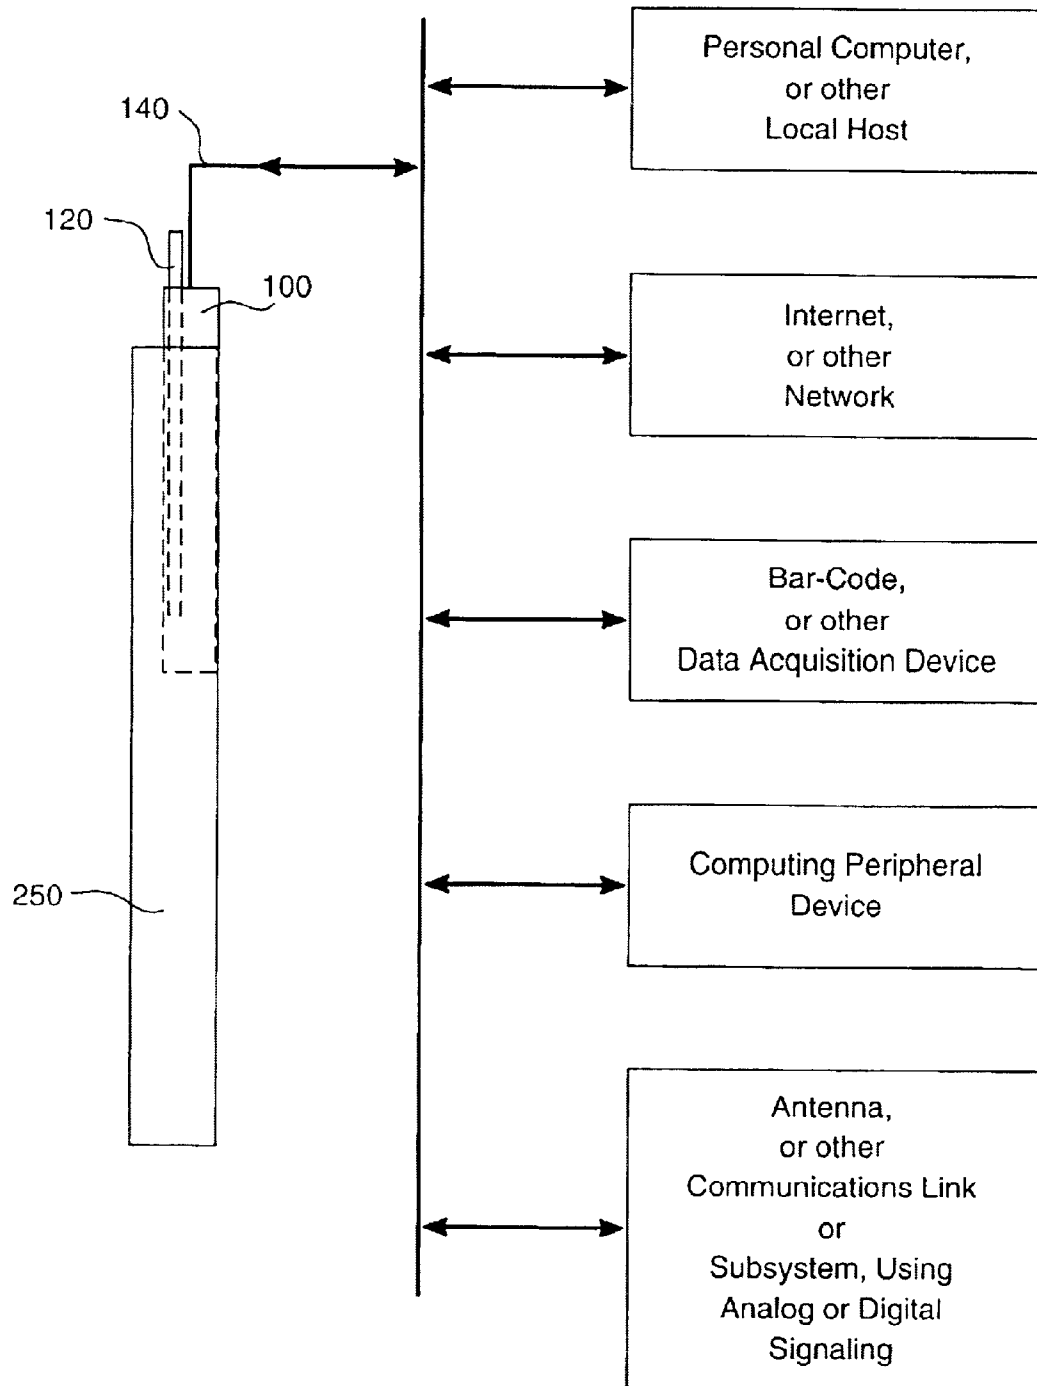 Personal Computer,
or other
Local Host
140
120
100
Internet,
or other
Network
Bar-Code,
or other
Data Acquisition Device
Computing Peripheral
Device
250
Antenna,
or other
Communications Link
or
Subsystem, Using
Analog or Digital
Signaling